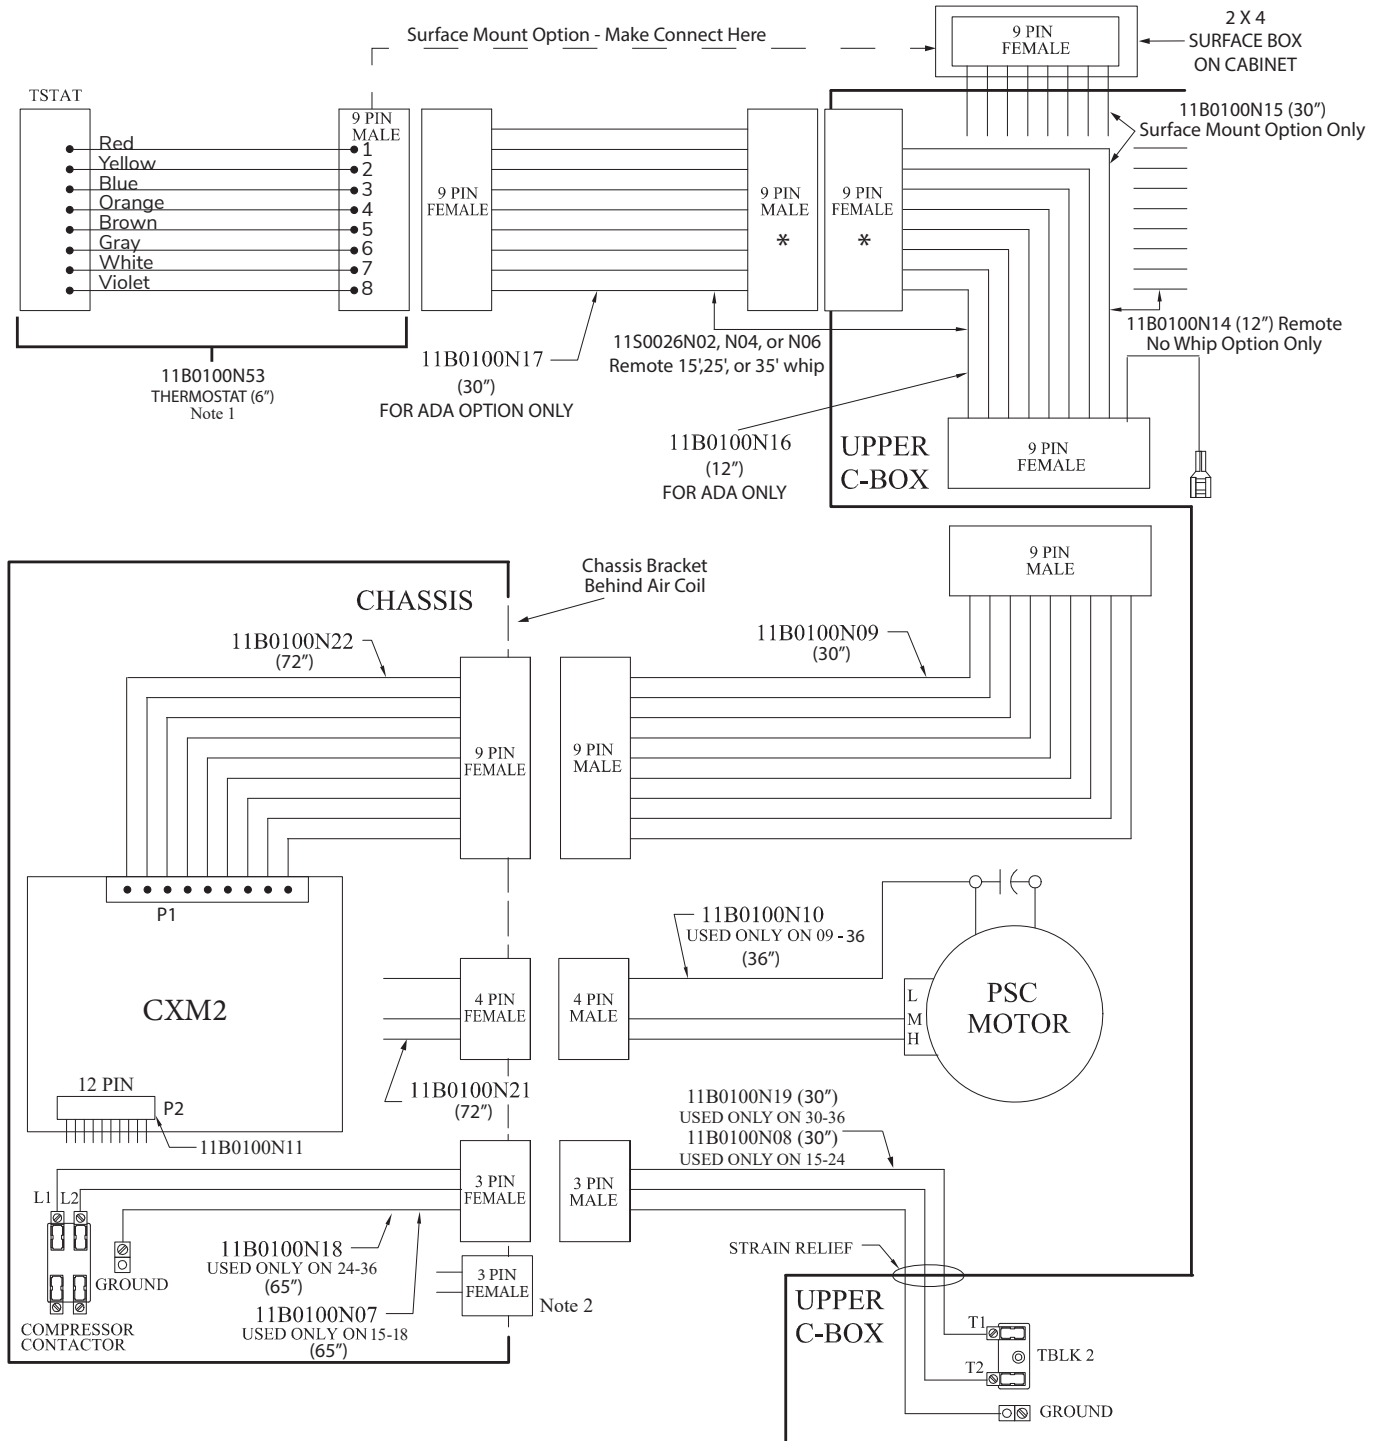 Surface Mount Option - Make Connect Here
9 PIN
FEMALE
2 X 4
SURFACE BOX
ON CABINET
TSTAT
Red
Yellow
Blue
Orange
Brown
Gray
White
Violet
9 PIN
MALE
1
2
3
4
5
6
7
8
9 PIN
FEMALE
9 PIN
MALE
*
9 PIN
FEMALE
*
11B0100N15 (30”)
Surface Mount Option Only
11B0100N53
THERMOSTAT (6”)
Note 1
11B0100N17
(30”)
FOR ADA OPTION ONLY
11S0026N02, N04, or N06
Remote 15',25', or 35' whip
11B0100N14 (12”) Remote
No Whip Option Only
11B0100N16
(12”)
FOR ADA ONLY
UPPER
C-BOX
9 PIN
FEMALE
9 PIN
MALE
Chassis Bracket
Behind Air Coil
CHASSIS
11B0100N22
(72”)
11B0100N09
(30”)
9 PIN
FEMALE
9 PIN
MALE
P1
CXM2
12 PIN
P2
11B0100N11
4 PIN
FEMALE
4 PIN
MALE
11B0100N10
USED ONLY ON 09 - 36
(36”)
L
M
H
PSC
MOTOR
11B0100N21
(72”)
11B0100N19 (30”)
USED ONLY ON 30-36
11B0100N08 (30”)
USED ONLY ON 15-24
3 PIN
FEMALE
3 PIN
MALE
L1
L2
GROUND
COMPRESSOR
CONTACTOR
11B0100N18
USED ONLY ON 24-36
(65”)
11B0100N07
USED ONLY ON 15-18
(65”)
3 PIN
FEMALE
Note 2
STRAIN RELIEF
UPPER
C-BOX
T1
T2
TBLK 2
GROUND